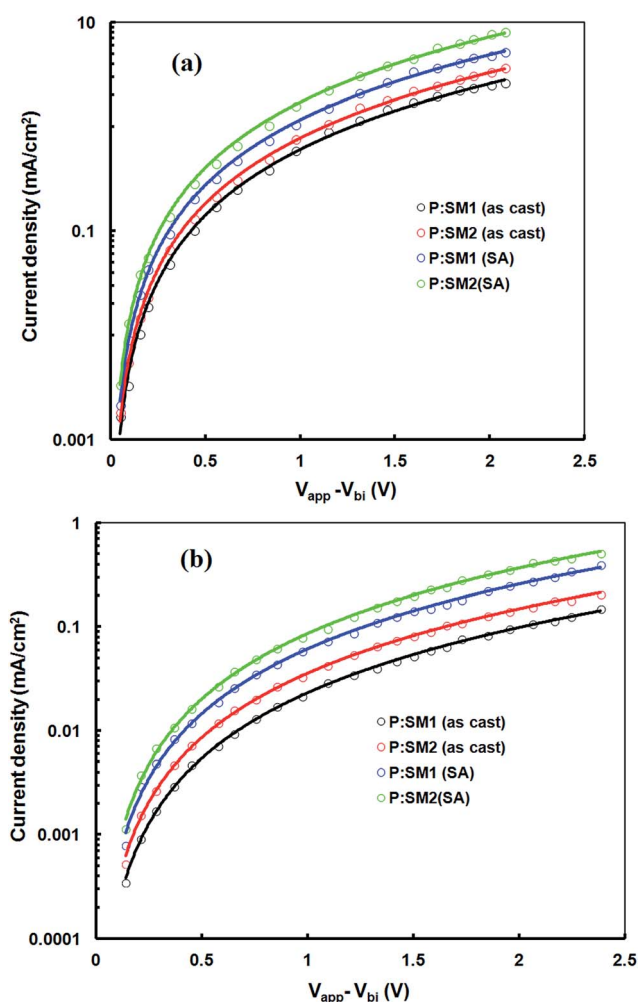 10
(a)
0.1
0.001
Current density (mA/cm²)
P:SM1 (as cast)
P:SM2 (as cast)
P:SM1 (SA)
P:SM2(SA)
0 0.5 1 1.5 2 2.5
Vapp -Vbi (V)
1
(b)
0.1
0.01
0.001
0.0001
Current density (mA/cm²)
P:SM1 (as cast)
P:SM2 (as cast)
P:SM1 (SA)
P:SM2(SA)
0 0.5 1 1.5 2 2.5
Vapp- Vbi (V)